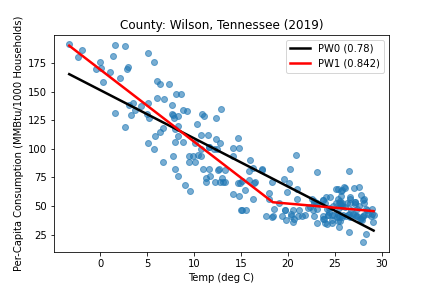 County: Wilson, Tennessee (2019)
PW0 (0.78)
PW1 (0.842)
Per-Capita Consumption (MMBtu/1000 Households)
175
150
125
100
75
50
25
0 5 10 15 20 25 30
Temp (deg C)